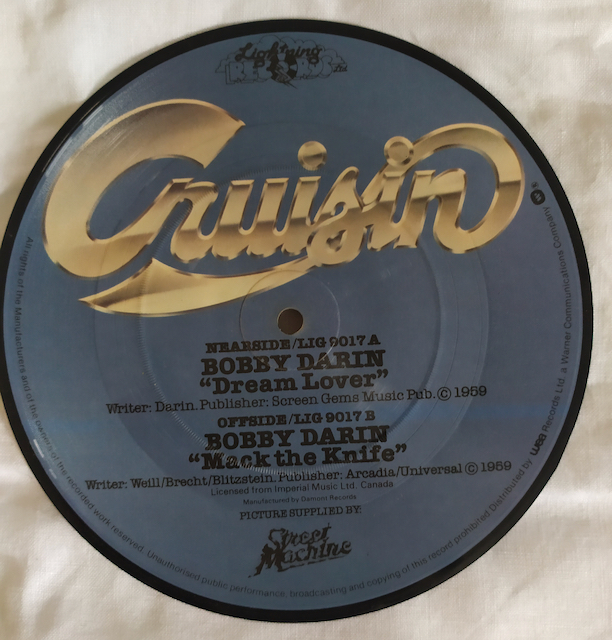 Lightning
RECORDS Ltd.
Cruisin
NEARSIDE/LIG 9017 A
BOBBY DARIN
“Dream Lover”
Writer: Darin. Publisher: Screen Gems Music Pub. © 1959
OFFSIDE/LIG 9017 B
BOBBY DARIN
“Mack the Knife”
Writer: Weill/Brecht/Blitzstein. Publisher: Arcadia/Universal © 1959
Licensed from Imperial Music Ltd. Canada
Manufactured by Damont Records
PICTURE SUPPLIED BY:
Street
Machine
All rights of the Manufacturers and of the Owners of the recorded work reserved. Unauthorised public performance, broadcasting and copying of this record prohibited. Distributed by wea Records Ltd. a Warner Communications Company